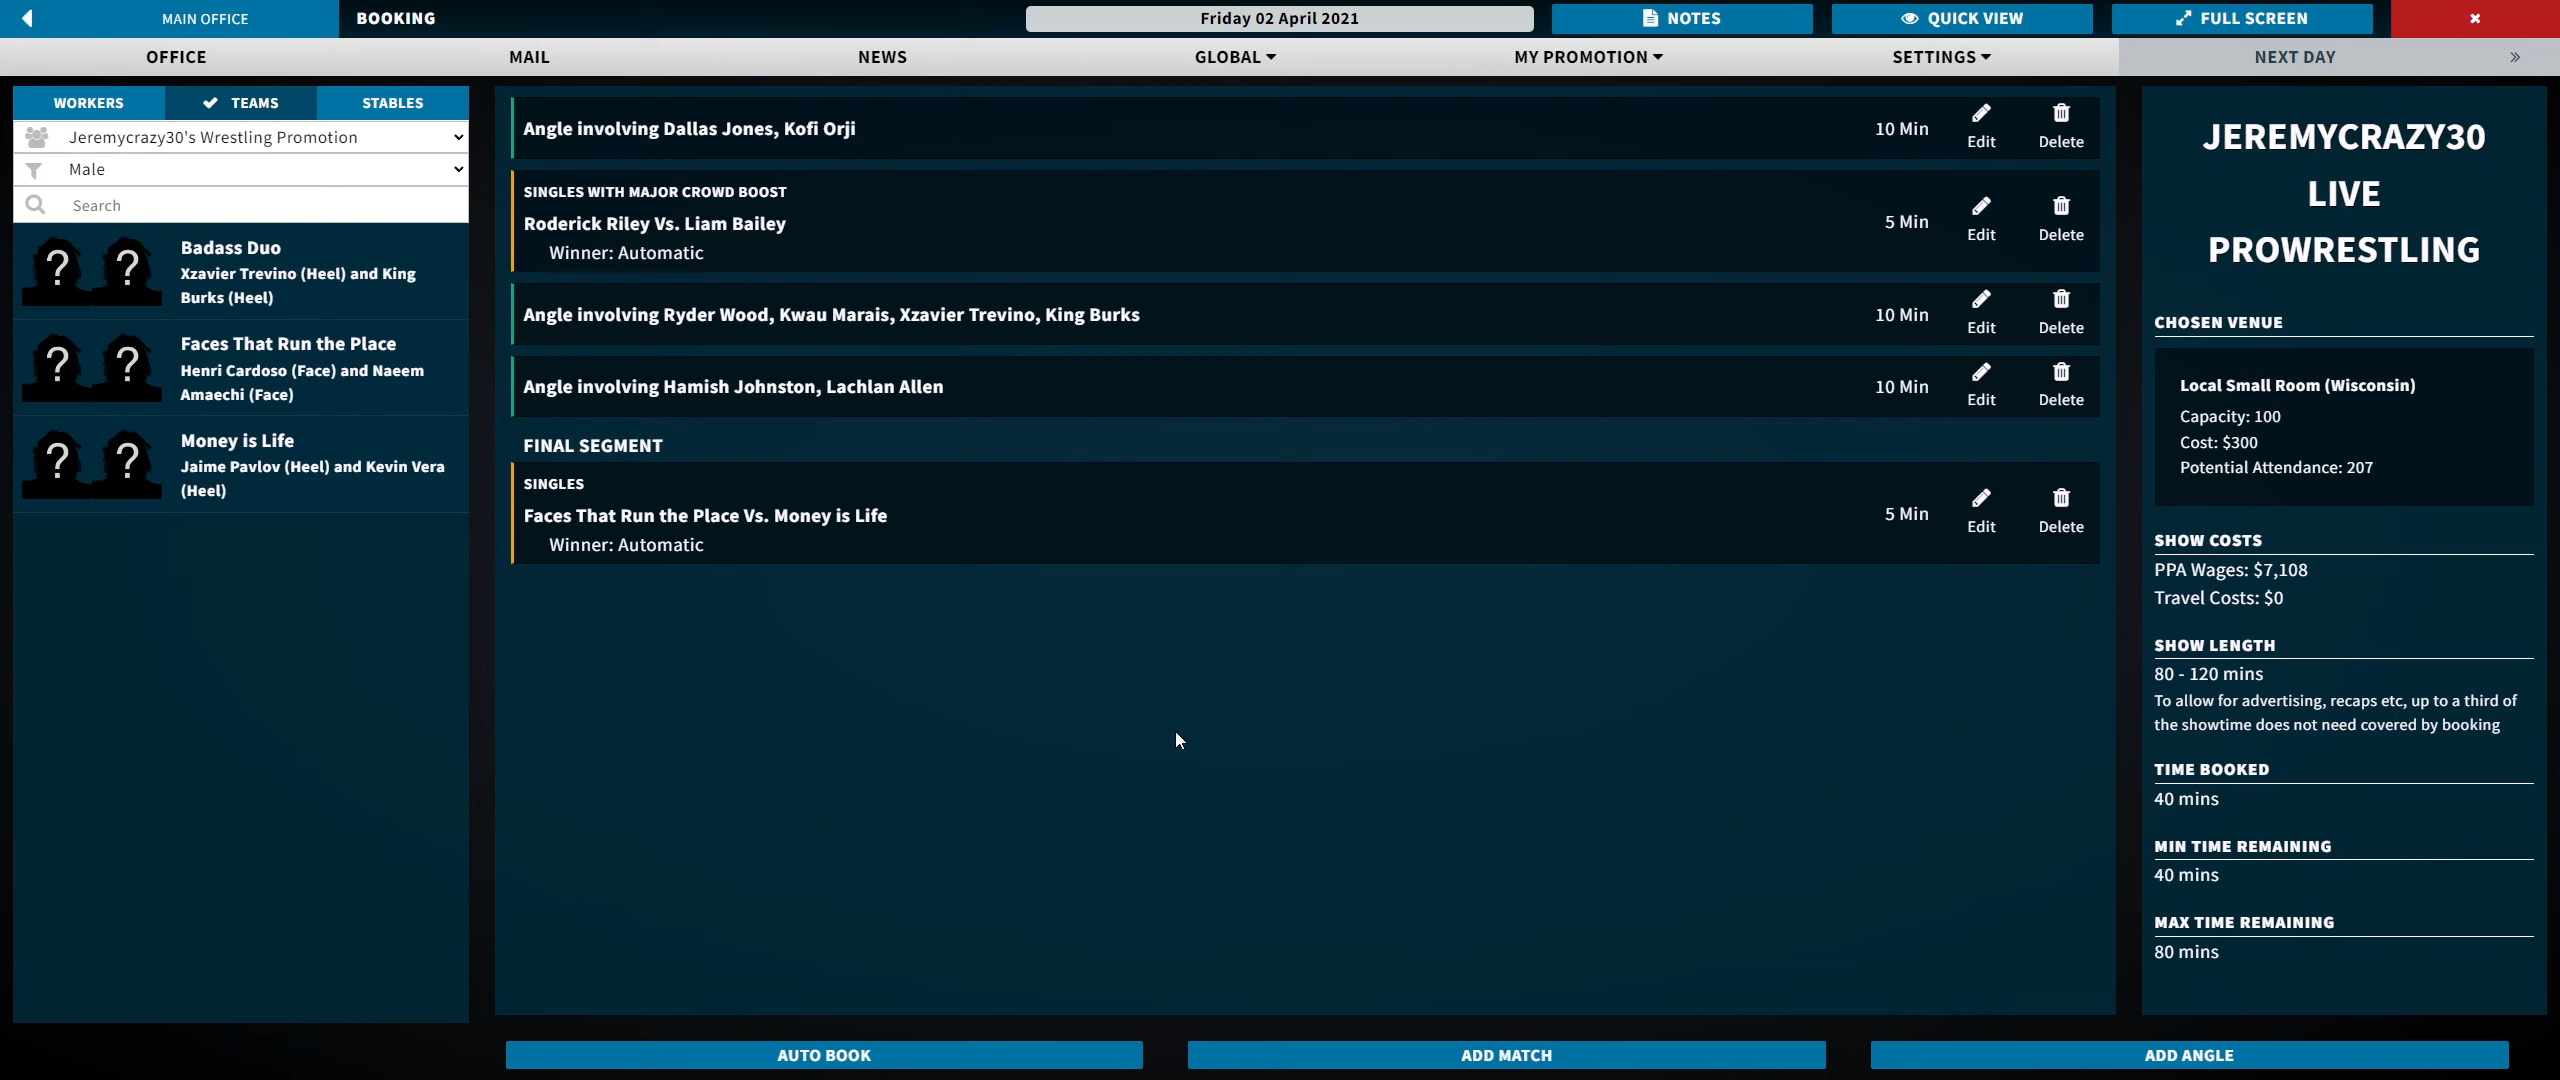 MAIN OFFICE
BOOKING
Friday 02 April 2021
NOTES
QUICK VIEW
FULL SCREEN
OFFICE
MAIL
NEWS
GLOBAL
MY PROMOTION
SETTINGS
NEXT DAY
WORKERS
TEAMS
STABLES
Jeremycrazy30's Wrestling Promotion
Male
Search
? ?
Badass Duo
Xzavier Trevino (Heel) and King
Burks (Heel)
? ?
Faces That Run the Place
Henri Cardoso (Face) and Naeem
Amaechi (Face)
? ?
Money is Life
Jaime Pavlov (Heel) and Kevin Vera
(Heel)
Angle involving Dallas Jones, Kofi Orji
10 Min
Edit
Delete
SINGLES WITH MAJOR CROWD BOOST
Roderick Riley Vs. Liam Bailey
Winner: Automatic
5 Min
Edit
Delete
Angle involving Ryder Wood, Kwau Marais, Xzavier Trevino, King Burks
10 Min
Edit
Delete
Angle involving Hamish Johnston, Lachlan Allen
10 Min
Edit
Delete
FINAL SEGMENT
SINGLES
Faces That Run the Place Vs. Money is Life
Winner: Automatic
5 Min
Edit
Delete
JEREMYCRAZY30
LIVE
PROWRESTLING
CHOSEN VENUE
Local Small Room (Wisconsin)
Capacity: 100
Cost: $300
Potential Attendance: 207
SHOW COSTS
PPA Wages: $7,108
Travel Costs: $0
SHOW LENGTH
80 - 120 mins
To allow for advertising, recaps etc, up to a third of
the showtime does not need covered by booking
TIME BOOKED
40 mins
MIN TIME REMAINING
40 mins
MAX TIME REMAINING
80 mins
AUTO BOOK
ADD MATCH
ADD ANGLE